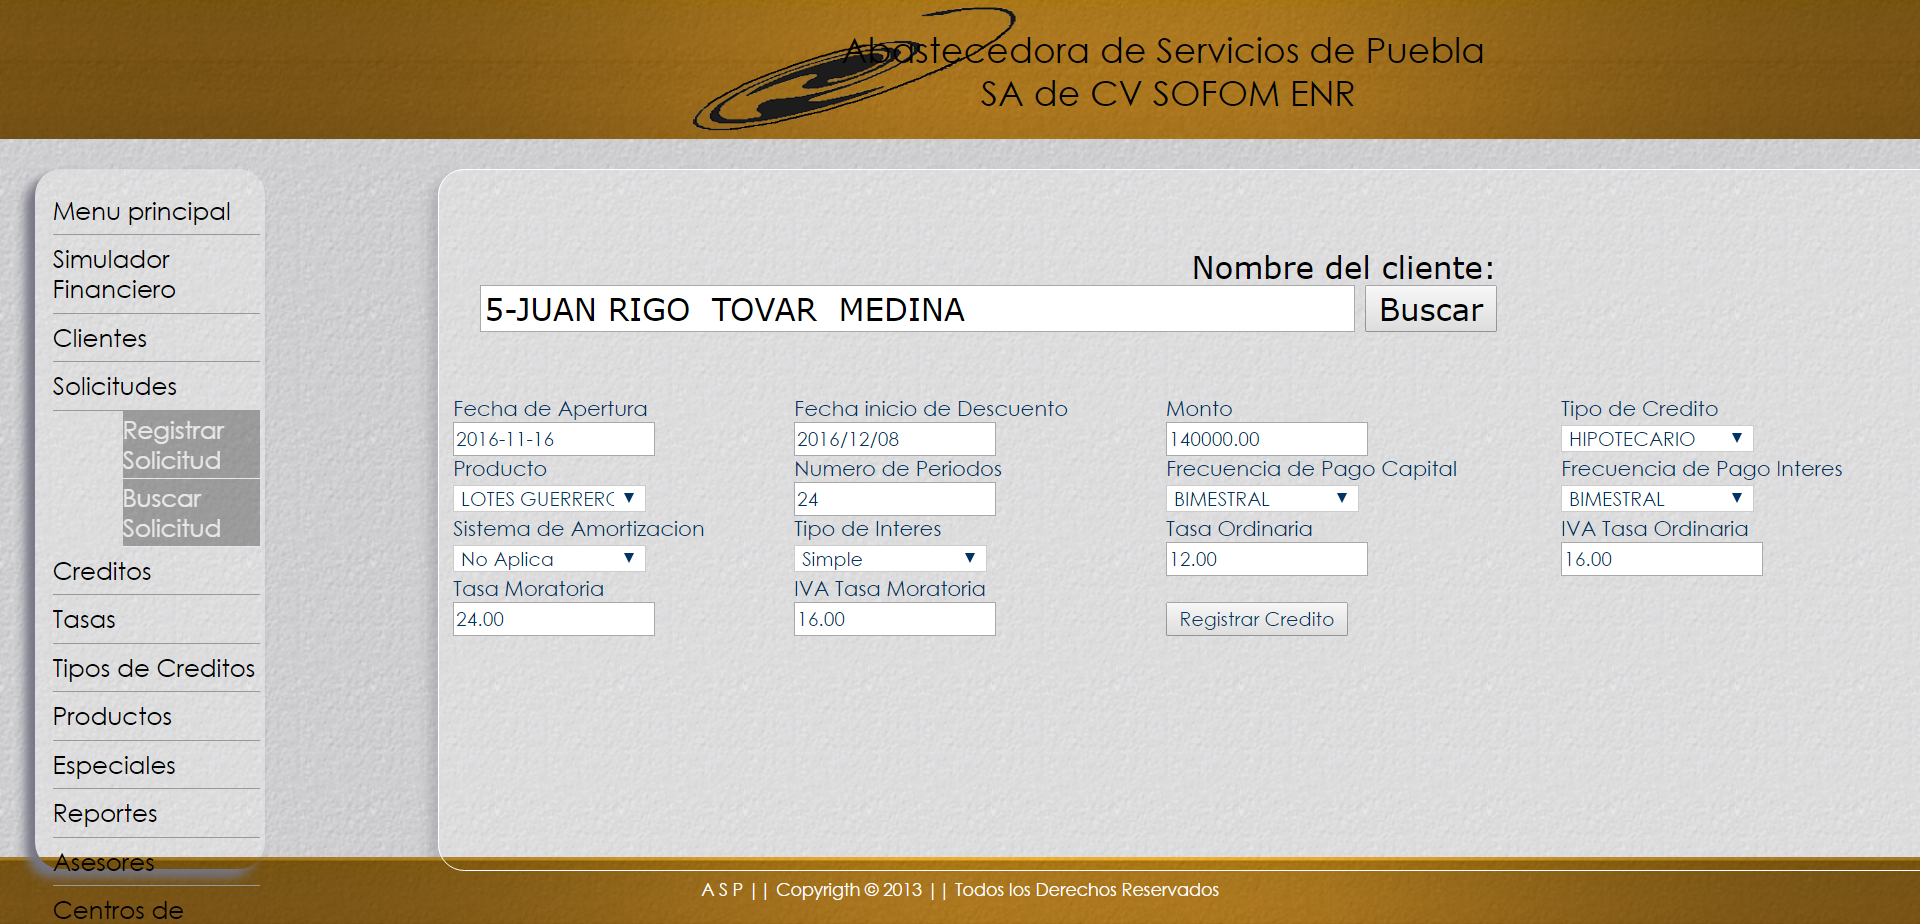 Abastecedora de Servicios de Puebla
SA de CV SOFOM ENR
Menu principal
Simulador
Financiero
Clientes
Solicitudes
Registrar
Solicitud
Buscar
Solicitud
Creditos
Tasas
Tipos de Creditos
Productos
Especiales
Reportes
Asesores
Centros de
Nombre del cliente:
5-JUAN RIGO  TOVAR  MEDINA Buscar
Fecha de Apertura Fecha inicio de Descuento Monto Tipo de Credito
2016-11-16 2016/12/08 140000.00 HIPOTECARIO
Producto Numero de Periodos Frecuencia de Pago Capital Frecuencia de Pago Interes
LOTES GUERRERO 24 BIMESTRAL BIMESTRAL
Sistema de Amortizacion Tipo de Interes Tasa Ordinaria IVA Tasa Ordinaria
No Aplica Simple 12.00 16.00
Tasa Moratoria IVA Tasa Moratoria
24.00 16.00 Registrar Credito
A S P || Copyrigth © 2013 || Todos los Derechos Reservados